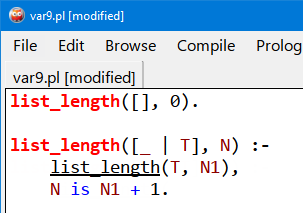 var9.pl [modified]
File Edit Browse Compile Prolog
var9.pl [modified]
list_length([], 0).
list_length([_ | T], N) :-
list_length(T, N1),
N is N1 + 1.